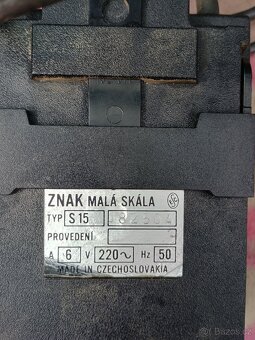 ZNAK MALÁ SKÁLA
TYP S 15
PROVEDENÍ
A 6 V 220~ Hz 50
MADE IN CZECHOSLOVAKIA